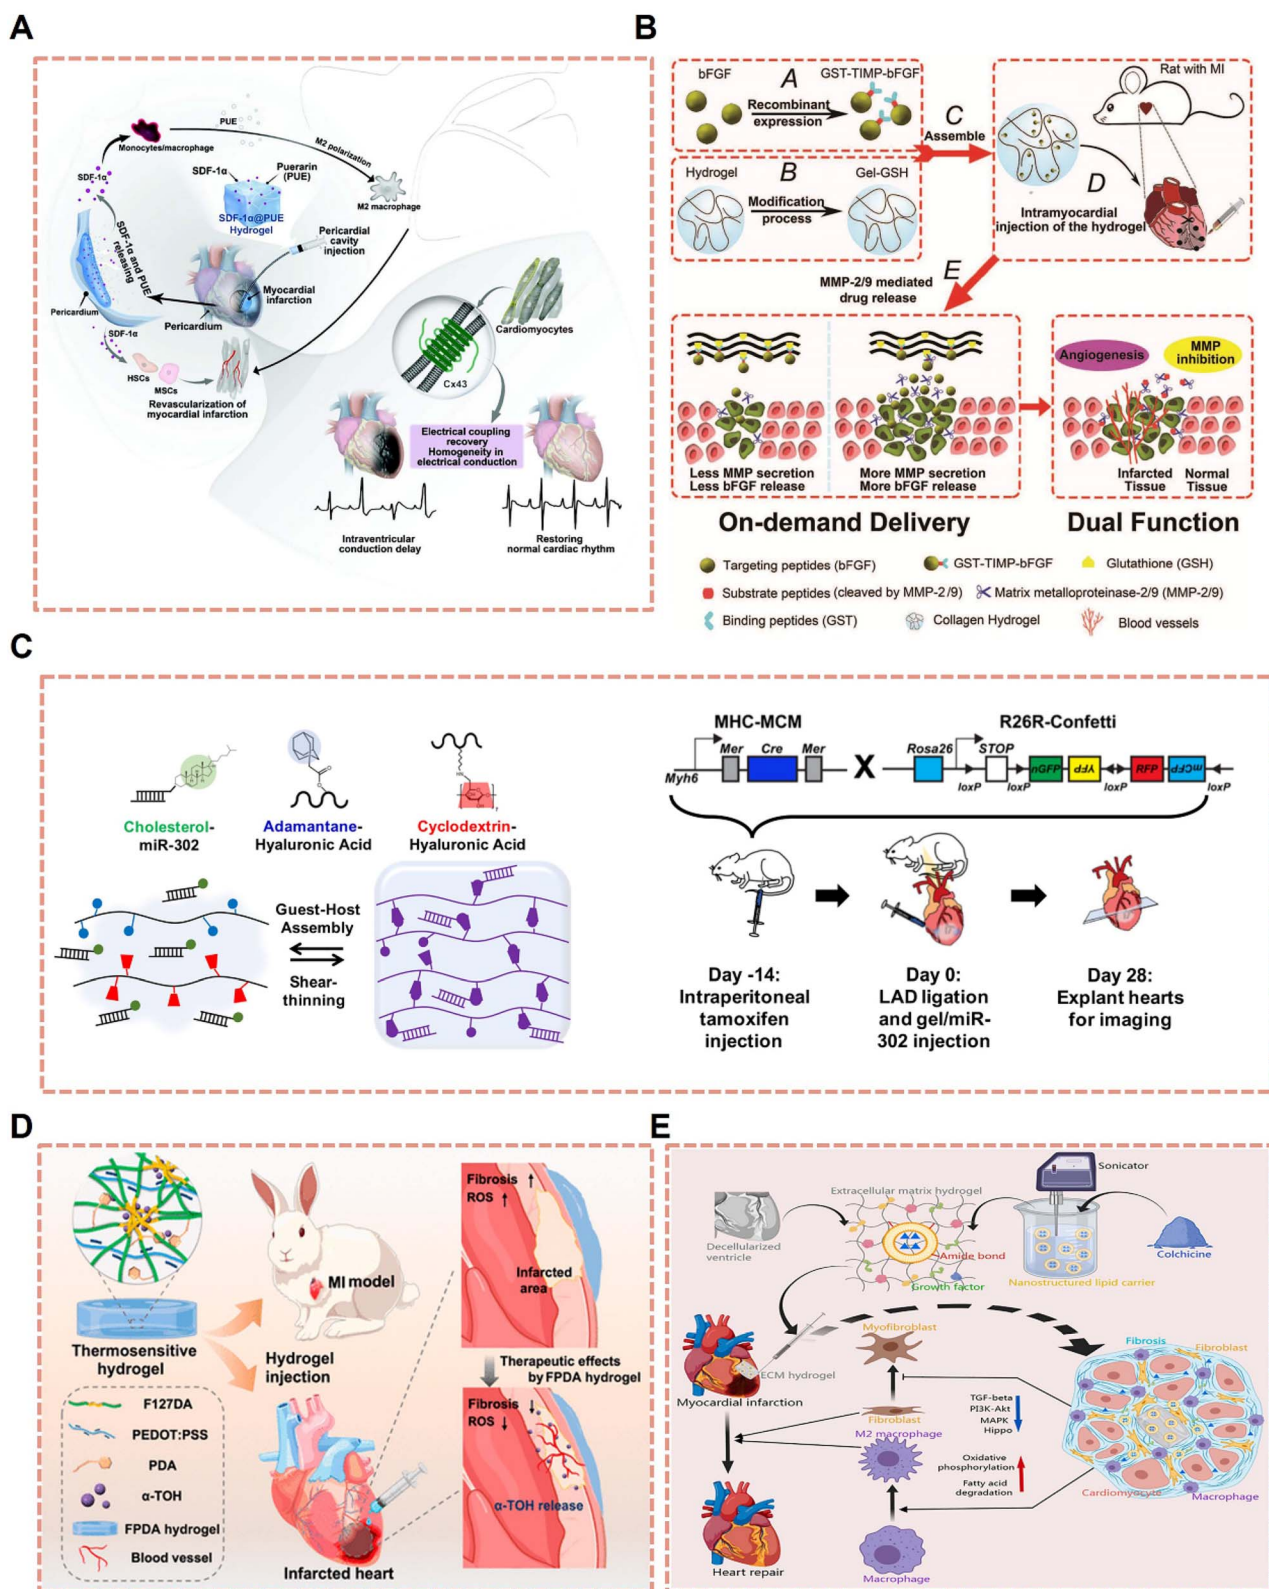 A
PUE
Monocytes/macrophage
M2 polarization
SDF-1α
SDF-1α
Puerarin
(PUE)
M2 macrophage
SDF-1α@PUE
Hydrogel
Pericardial
cavity
injection
SDF-1α and PUE
releasing
Myocardial
infarction
Pericardium
Pericardium
SDF-1α
Cardiomyocytes
HSCs
MSCs
Cx43
Revascularization of
myocardial infarction
Electrical coupling
recovery
Homogeneity in
electrical conduction
Intraventricular
conduction delay
Restoring
normal cardiac rhythm
B
bFGF
A
GST-TIMP-bFGF
Recombinant
expression
C
Assemble
Rat with MI
Hydrogel
B
Gel-GSH
Modification
process
D
Intramyocardial
injection of the hydrogel
E
MMP-2/9 mediated
drug release
Angiogenesis
MMP
inhibition
Less MMP secretion
Less bFGF release
More MMP secretion
More bFGF release
Infarcted
Tissue
Normal
Tissue
On-demand Delivery
Dual Function
Targeting peptides (bFGF)
GST-TIMP-bFGF
Glutathione (GSH)
Substrate peptides (cleaved by MMP-2/9)
Matrix metalloproteinase-2/9 (MMP-2/9)
Binding peptides (GST)
Collagen Hydrogel
Blood vessels
C
Cholesterol-
miR-302
Adamantane-
Hyaluronic Acid
Cyclodextrin-
Hyaluronic Acid
Guest-Host
Assembly
Shear-
thinning
MHC-MCM
R26R-Confetti
Mer Cre Mer
Myh6
X
Rosa26 STOP
nGFP YFP RFP mCFP
loxP loxP loxP loxP
Day -14:
Intraperitoneal
tamoxifen
injection
Day 0:
LAD ligation
and gel/miR-
302 injection
Day 28:
Explant hearts
for imaging
D
MI model
Thermosensitive
hydrogel
Hydrogel
injection
F127DA
PEDOT:PSS
PDA
α-TOH
FPDA hydrogel
Blood vessel
Infarcted heart
Fibrosis ↑
ROS ↑
Infarcted
area
Therapeutic effects
by FPDA hydrogel
Fibrosis ↓
ROS ↓
α-TOH release
E
Sonicator
Extracellular matrix hydrogel
Decellularized
ventricle
Amide bond
Colchicine
Nanostructured lipid carrier
Growth factor
Myofibroblast
ECM hydrogel
Myocardial infarction
Fibroblast
M2 macrophage
TGF-beta
PI3K-Akt
MAPK
Hippo
Oxidative
phosphorylation
Fatty acid
degradation
Fibrosis
Fibroblast
Cardiomyocyte
Macrophage
Heart repair
Macrophage